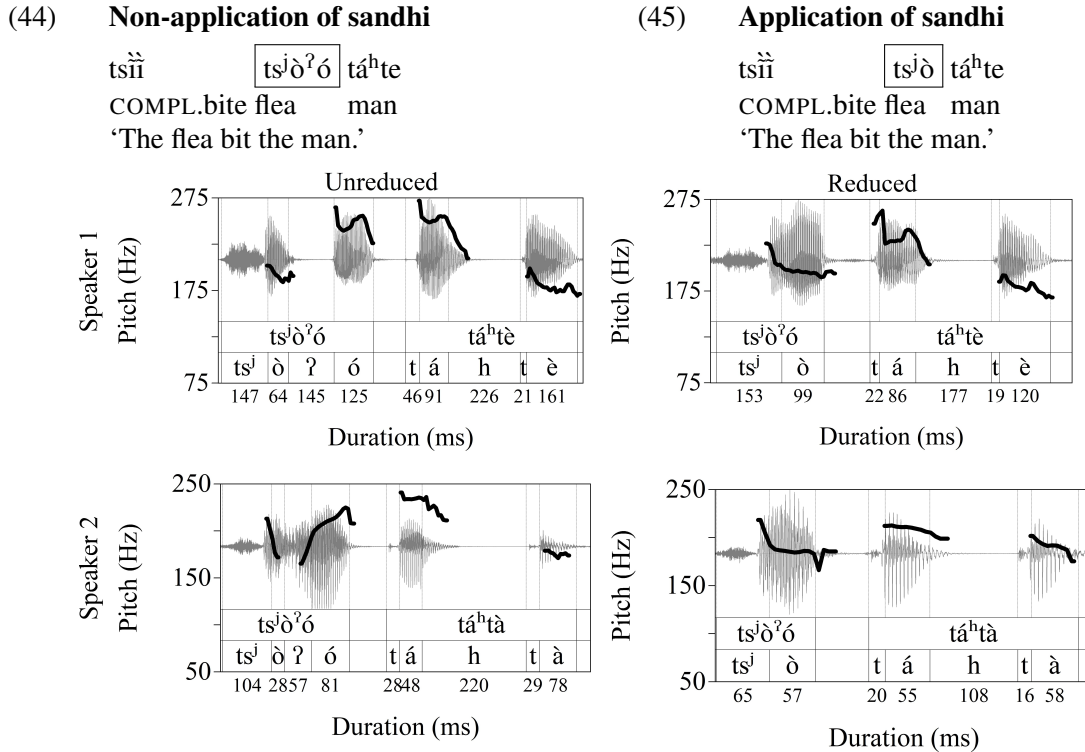 (44) Non-application of sandhi
tsɨ̏ɨ̏ tsʲòˀó táʰte
COMPL.bite flea man
‘The flea bit the man.’
Unreduced
Speaker 1
Pitch (Hz)
275
175
75
tsʲòˀó táʰtè
tsʲ ò ʔ ó t á h t è
147 64 145 125 46 91 226 21 161
Duration (ms)
Speaker 2
Pitch (Hz)
250
150
50
tsʲòˀó táʰtà
tsʲ ò ʔ ó t á h t à
104 28 57 81 28 48 220 29 78
Duration (ms)
(45) Application of sandhi
tsɨ̏ɨ̏ tsʲò táʰte
COMPL.bite flea man
‘The flea bit the man.’
Reduced
Pitch (Hz)
275
175
75
tsʲòˀó táʰtè
tsʲ ò t á h t è
153 99 22 86 177 19 120
Duration (ms)
Pitch (Hz)
250
150
50
tsʲòˀó táʰtà
tsʲ ò t á h t à
65 57 20 55 108 16 58
Duration (ms)